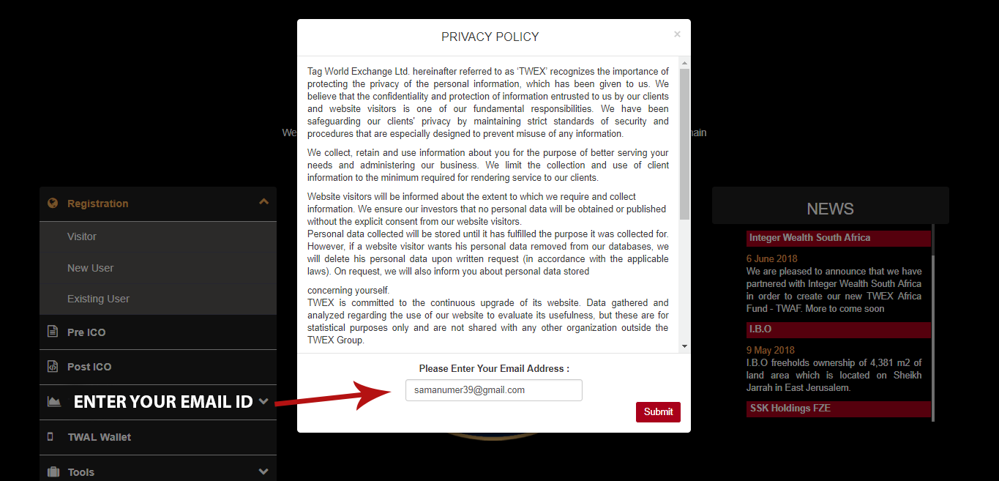 PRIVACY POLICY
×
Tag World Exchange Ltd. hereinafter referred to as ‘TWEX’ recognizes the importance of
protecting the privacy of the personal information, which has been given to us. We
believe that the confidentiality and protection of information entrusted to us by our clients
and website visitors is one of our fundamental responsibilities. We have been
safeguarding our clients’ privacy by maintaining strict standards of security and
procedures that are especially designed to prevent misuse of any information.
We collect, retain and use information about you for the purpose of better serving your
needs and administering our business. We limit the collection and use of client
information to the minimum required for rendering service to our clients.
Website visitors will be informed about the extent to which we require and collect
information. We ensure our investors that no personal data will be obtained or published
without the explicit consent from our website visitors.
Personal data collected will be stored until it has fulfilled the purpose it was collected for.
However, if a website visitor wants his personal data removed from our databases, we
will delete his personal data upon written request (in accordance with the applicable
laws). On request, we will also inform you about personal data stored
concerning yourself.
TWEX is committed to the continuous upgrade of its website. Data gathered and
analyzed regarding the use of our website to evaluate its usefulness, but these are for
statistical purposes only and are not shared with any other organization outside the
TWEX Group.
Please Enter Your Email Address :
samanumer39@gmail.com
Submit
We
Registration
Visitor
New User
Existing User
Pre ICO
Post ICO
ENTER YOUR EMAIL ID
TWAL Wallet
Tools
NEWS
Integer Wealth South Africa
6 June 2018
We are pleased to announce that we have
partnered with Integer Wealth South Africa
in order to create our new TWEX Africa
Fund - TWAF. More to come soon
I.B.O
9 May 2018
I.B.O freeholds ownership of 4,381 m2 of
land area which is located on Sheikh
Jarrah in East Jerusalem.
SSK Holdings FZE